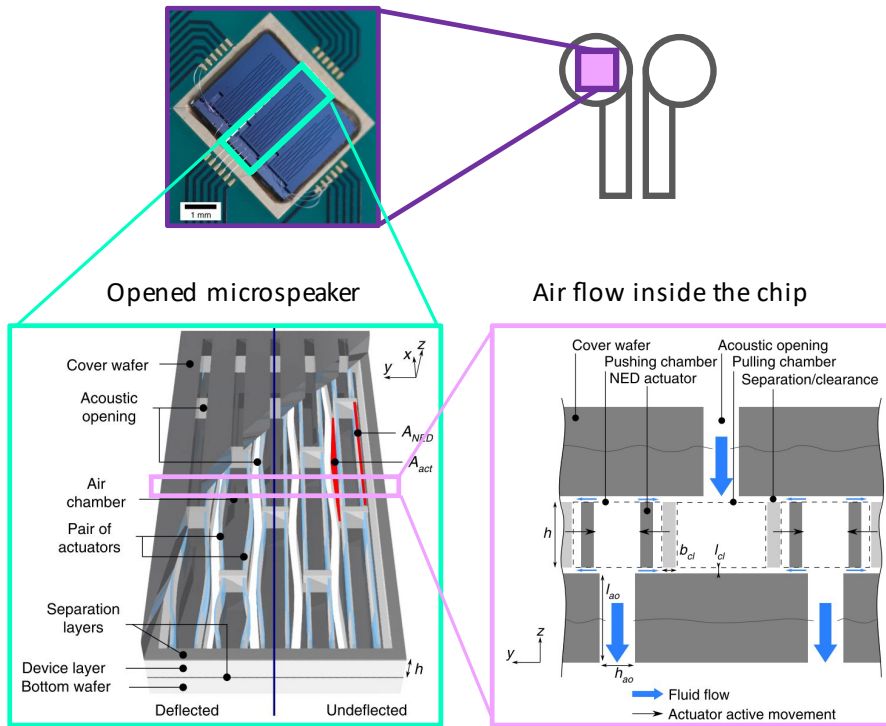 1 mm
Opened microspeaker
Air flow inside the chip
Cover wafer
Acoustic
opening
Air
chamber
Pair of
actuators
Separation
layers
Device layer
Bottom wafer
x
z
y
A_NED
A_act
h
Deflected
Undeflected
Cover wafer
Acoustic opening
Pushing chamber
Pulling chamber
NED actuator
Separation/clearance
h
b_cl
l_cl
l_ao
h_ao
z
y
Fluid flow
Actuator active movement